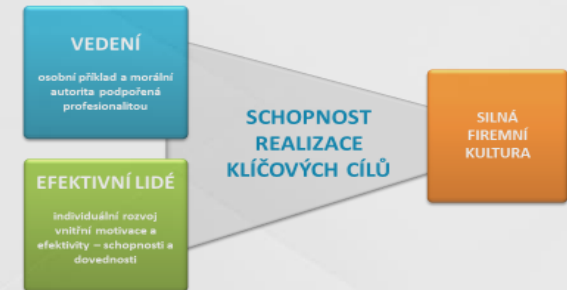 VEDENÍ
osobní příklad a morální
autorita podpořená
profesionalitou
EFEKTIVNÍ LIDÉ
individuální rozvoj
vnitřní motivace a
efektivity – schopnosti a
dovednosti
SCHOPNOST
REALIZACE
KLÍČOVÝCH CÍLŮ
SILNÁ
FIREMNÍ
KULTURA